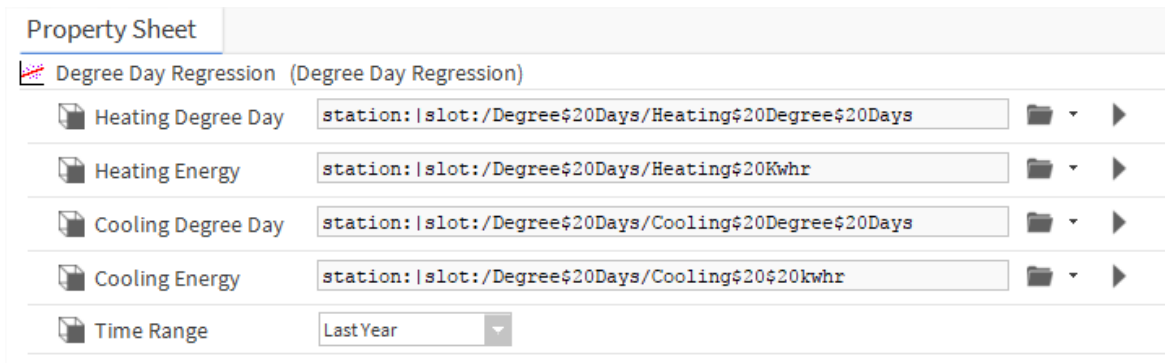 Property Sheet
Degree Day Regression (Degree Day Regression)
Heating Degree Day station:|slot:/Degree$20Days/Heating$20Degree$20Days
Heating Energy station:|slot:/Degree$20Days/Heating$20Kwhr
Cooling Degree Day station:|slot:/Degree$20Days/Cooling$20Degree$20Days
Cooling Energy station:|slot:/Degree$20Days/Cooling$20$20kwhr
Time Range Last Year